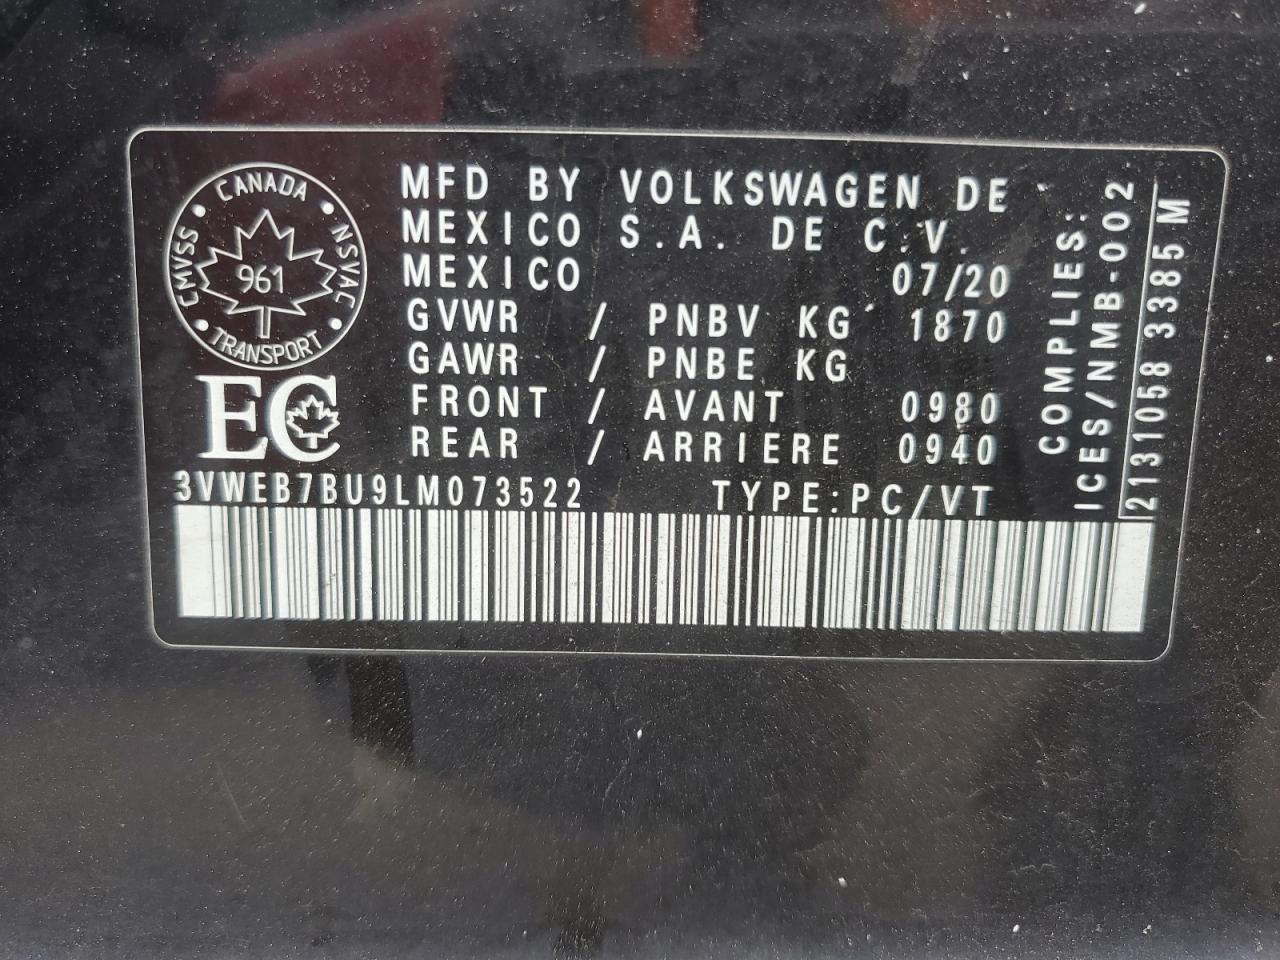 CANADA
CMVSS
NSVAC
961
TRANSPORT
EC
MFD BY VOLKSWAGEN DE
MEXICO S.A. DE C.V.
MEXICO 07/20
GVWR / PNBV KG 1870
GAWR / PNBE KG
FRONT / AVANT 0980
REAR / ARRIERE 0940
3VWEB7BU9LM073522 TYPE:PC/VT
COMPLIES:
ICES/NMB-002
2131058 3385 M